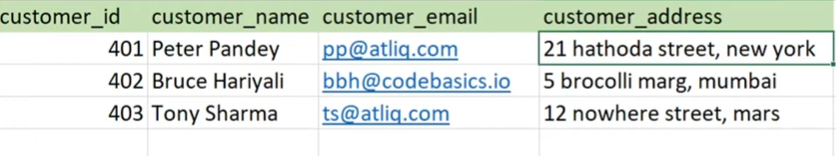 customer_id customer_name customer_email customer_address
401 Peter Pandey pp@atliq.com 21 hathoda street, new york
402 Bruce Hariyali bbh@codebasics.io 5 brocolli marg, mumbai
403 Tony Sharma ts@atliq.com 12 nowhere street, mars